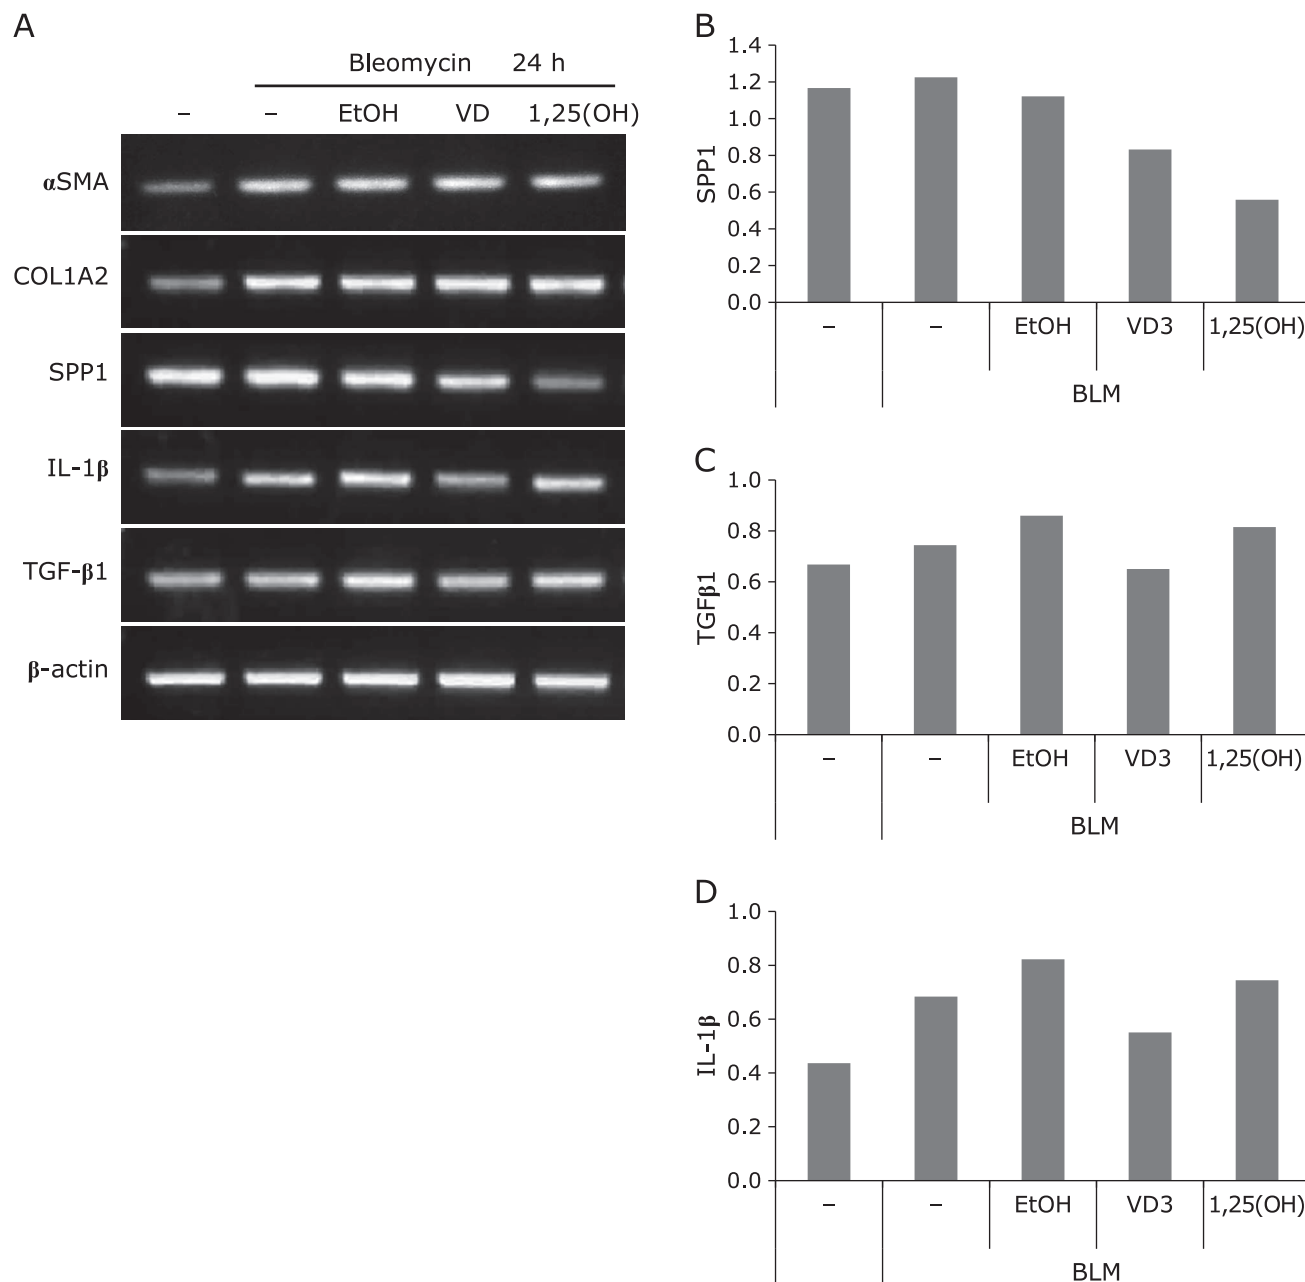 A
Bleomycin 24 h
– – EtOH VD 1,25(OH)
αSMA
COL1A2
SPP1
IL-1β
TGF-β1
β-actin
B
SPP1
1.4
1.2
1.0
0.8
0.6
0.4
0.2
0.0
– – EtOH VD3 1,25(OH)
BLM
C
TGFβ1
1.0
0.8
0.6
0.4
0.2
0.0
– – EtOH VD3 1,25(OH)
BLM
D
IL-1β
1.0
0.8
0.6
0.4
0.2
0.0
– – EtOH VD3 1,25(OH)
BLM